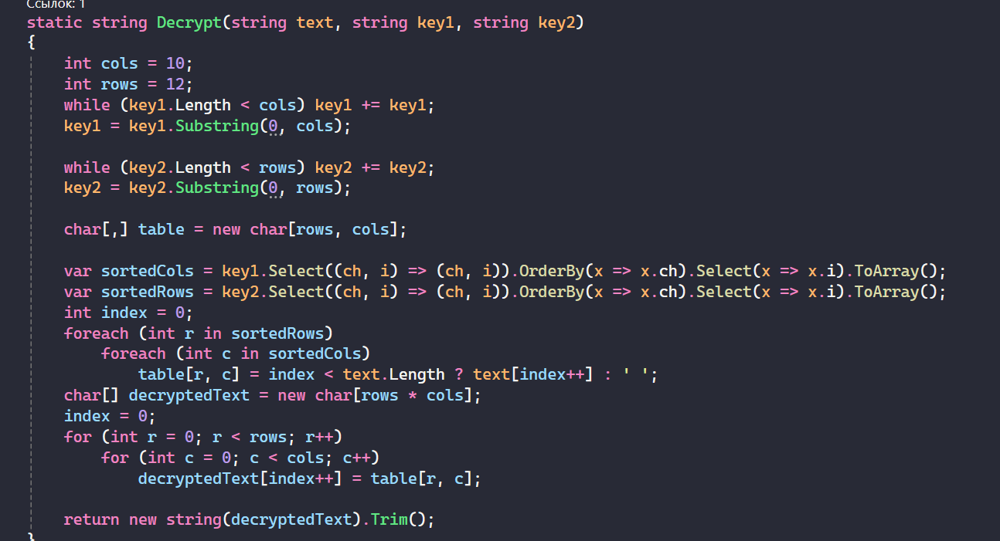 Ссылок: 1
static string Decrypt(string text, string key1, string key2)
{
    int cols = 10;
    int rows = 12;
    while (key1.Length < cols) key1 += key1;
    key1 = key1.Substring(0, cols);

    while (key2.Length < rows) key2 += key2;
    key2 = key2.Substring(0, rows);

    char[,] table = new char[rows, cols];

    var sortedCols = key1.Select((ch, i) => (ch, i)).OrderBy(x => x.ch).Select(x => x.i).ToArray();
    var sortedRows = key2.Select((ch, i) => (ch, i)).OrderBy(x => x.ch).Select(x => x.i).ToArray();
    int index = 0;
    foreach (int r in sortedRows)
        foreach (int c in sortedCols)
            table[r, c] = index < text.Length ? text[index++] : ' ';
    char[] decryptedText = new char[rows * cols];
    index = 0;
    for (int r = 0; r < rows; r++)
        for (int c = 0; c < cols; c++)
            decryptedText[index++] = table[r, c];

    return new string(decryptedText).Trim();
}